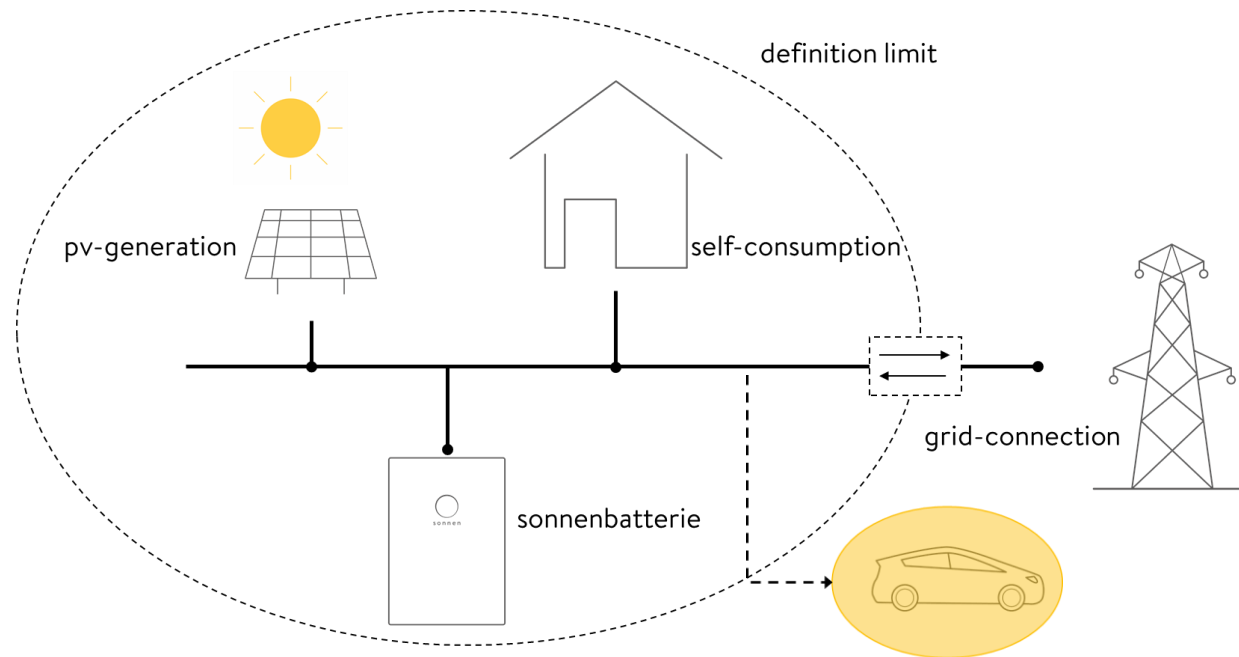 definition limit
pv-generation
self-consumption
grid-connection
sonnen
sonnenbatterie